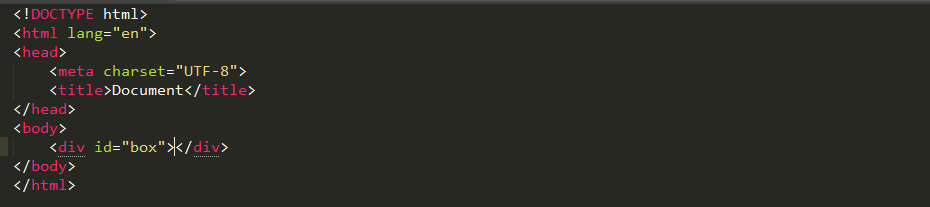 <!DOCTYPE html>
<html lang="en">
<head>
    <meta charset="UTF-8">
    <title>Document</title>
</head>
<body>
    <div id="box"></div>
</body>
</html>